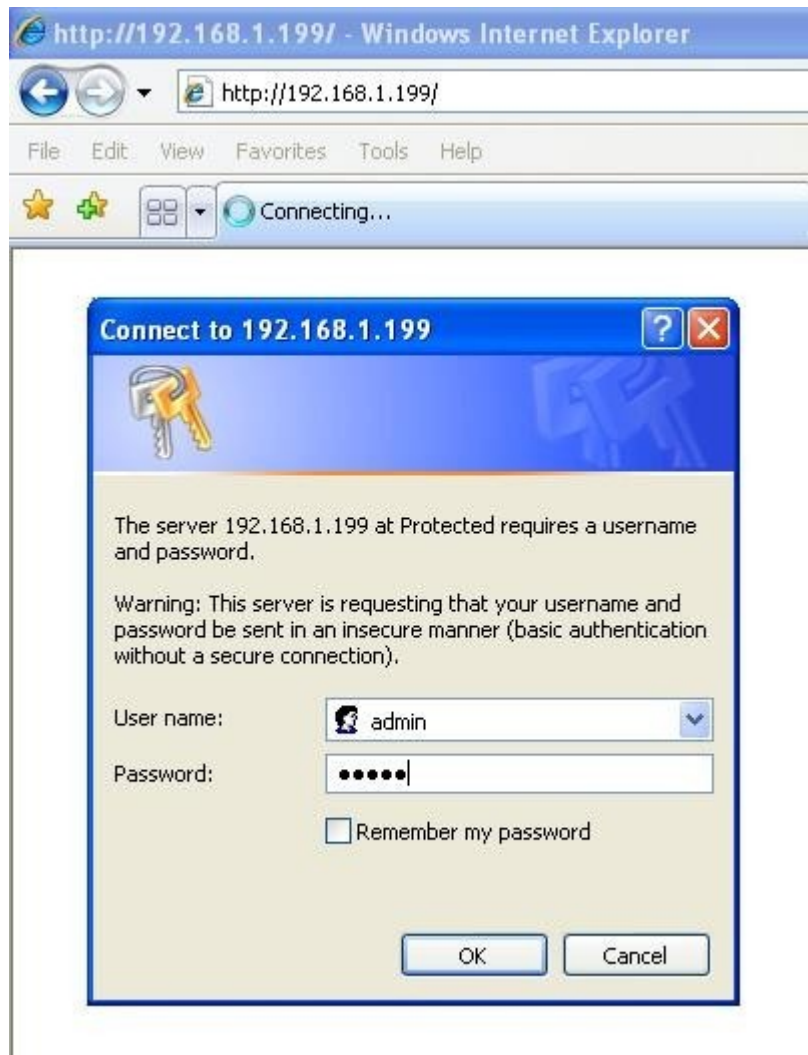 http://192.168.1.199/ - Windows Internet Explorer
http://192.168.1.199/
File Edit View Favorites Tools Help
Connecting...
Connect to 192.168.1.199
The server 192.168.1.199 at Protected requires a username
and password.
Warning: This server is requesting that your username and
password be sent in an insecure manner (basic authentication
without a secure connection).
User name: admin
Password: •••••
Remember my password
OK Cancel